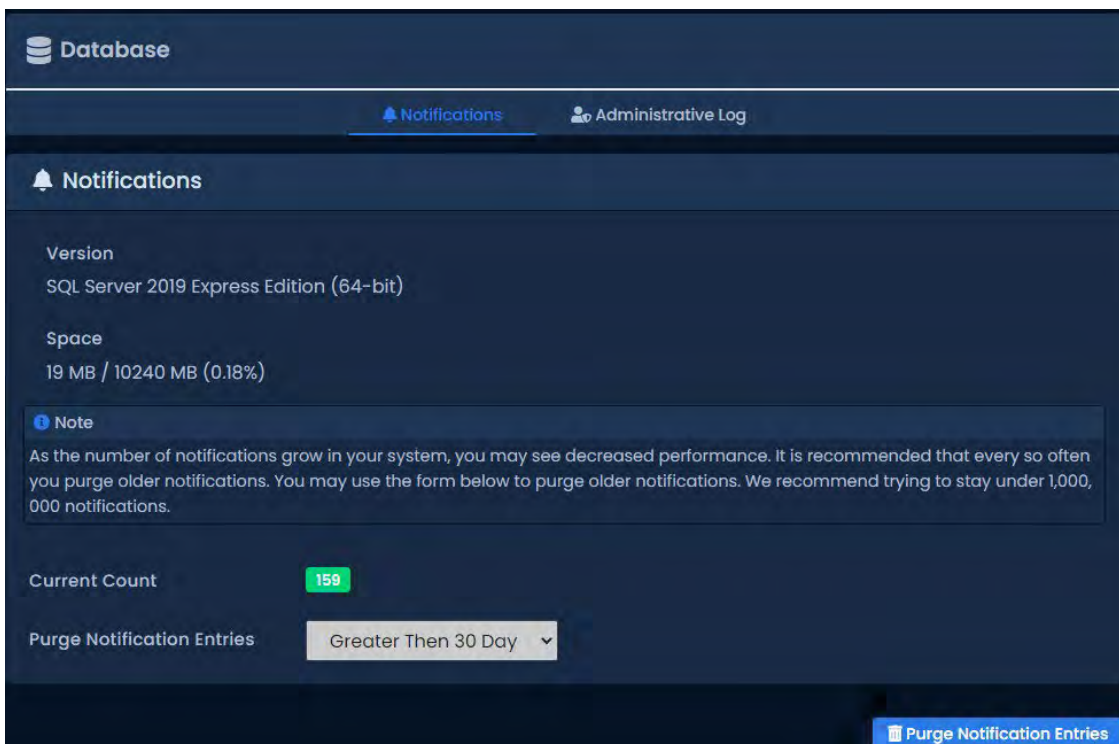 Database
Notifications
Administrative Log
Notifications
Version
SQL Server 2019 Express Edition (64-bit)
Space
19 MB / 10240 MB (0.18%)
Note
As the number of notifications grow in your system, you may see decreased performance. It is recommended that every so often
you purge older notifications. You may use the form below to purge older notifications. We recommend trying to stay under 1,000,
000 notifications.
Current Count
159
Purge Notification Entries
Greater Then 30 Day
Purge Notification Entries